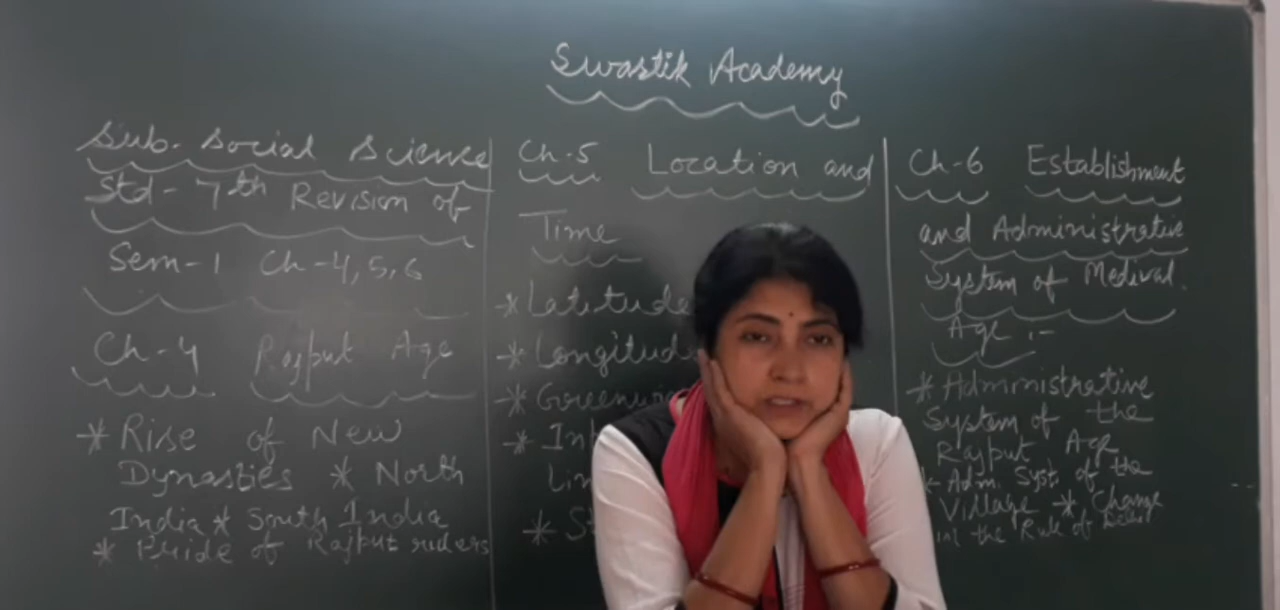 Swastik Academy
Sub. Social Science
Std - 7th Revision of
Sem-1 Ch-4,5,6
Ch-4 Rajput Age
* Rise of New
Dynasties * North
India * South India
* Pride of Rajput rulers
Ch-5 Location and
Time
* Latitude
* Longitud
* Greenwi
*
Lin
*
Ch-6 Establishment
and Administrative
System of Medival
Age :-
* Administrative
System of the
Rajput Age
* Adm. Syst. of the
Village * Change
in the Rule of